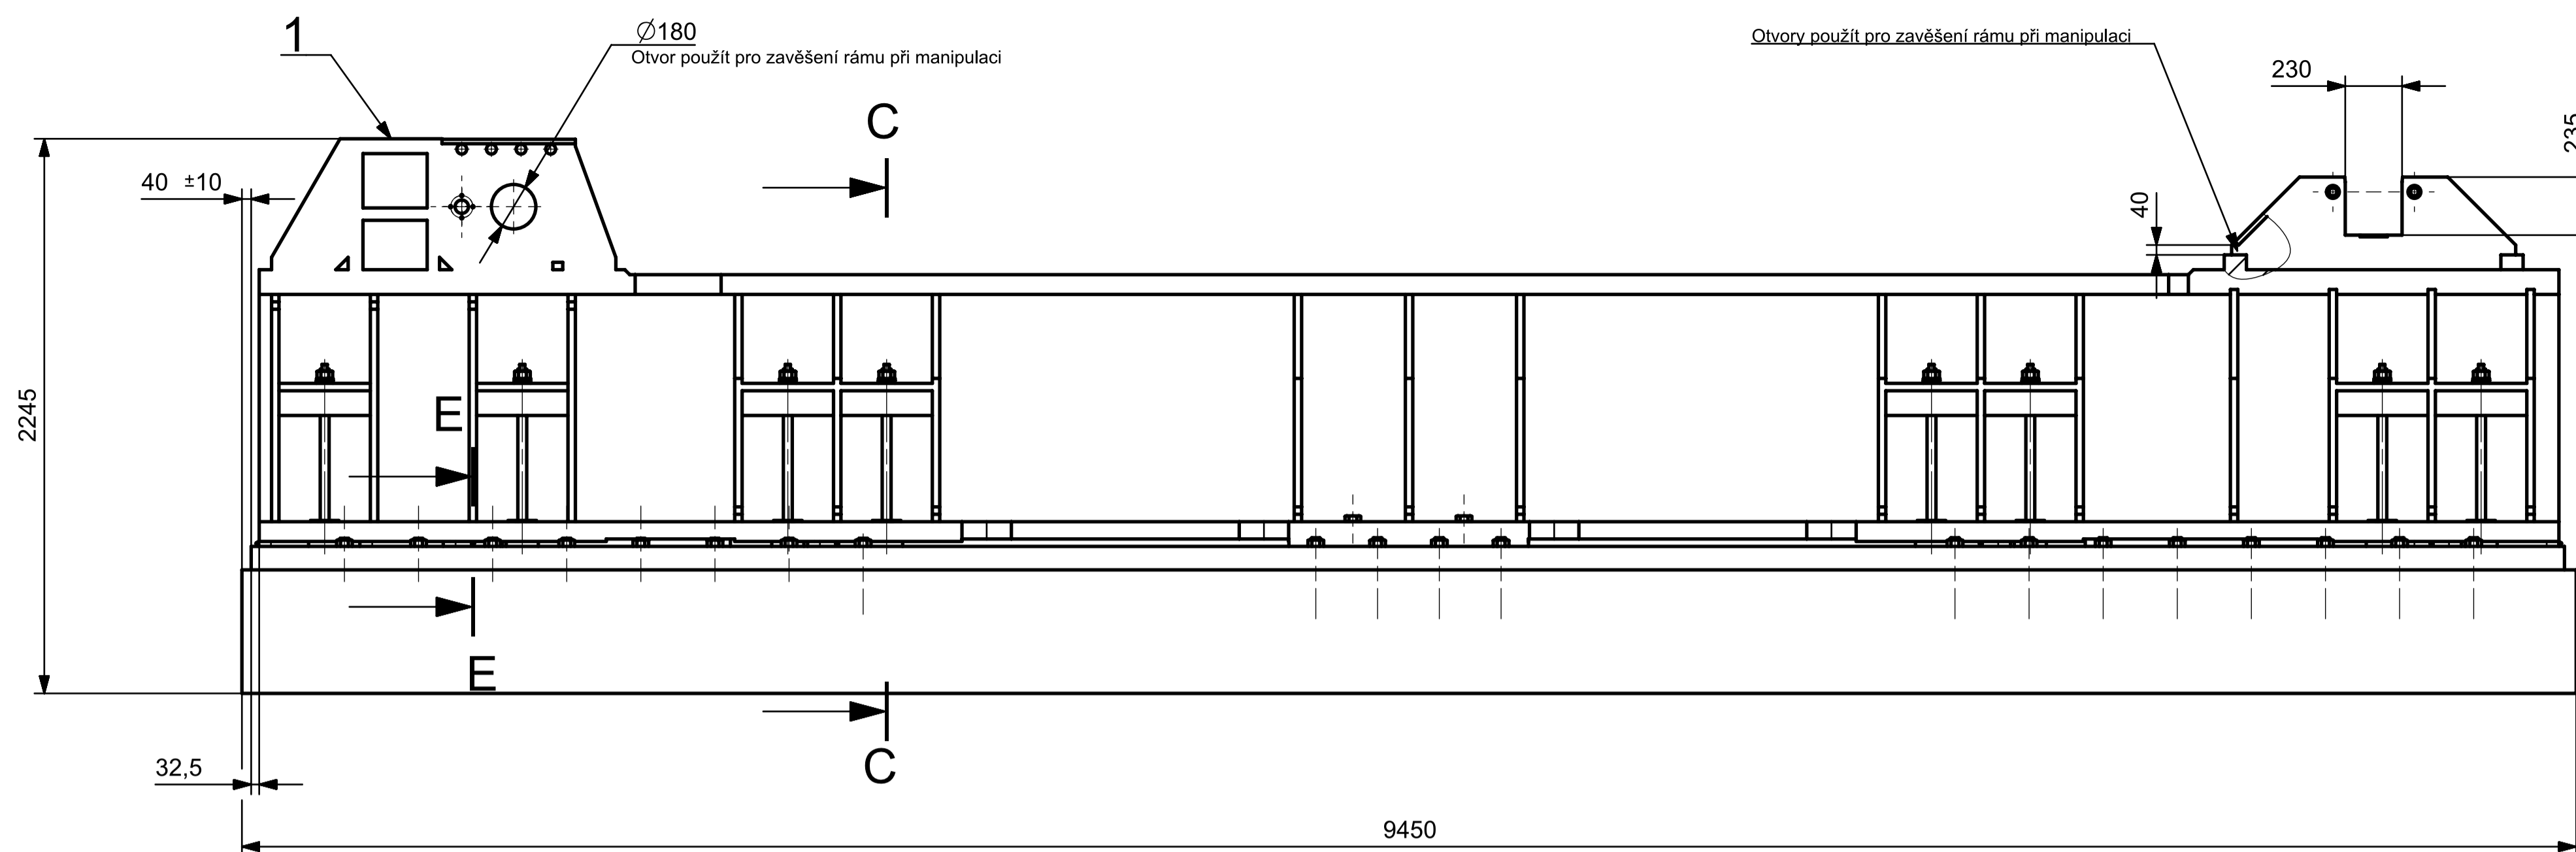 1
∅180
Otvor použít pro zavěšení rámu při manipulaci
Otvory použít pro zavěšení rámu při manipulaci
230
235
C
40 ±10
40
2245
E
E
C
32,5
9450